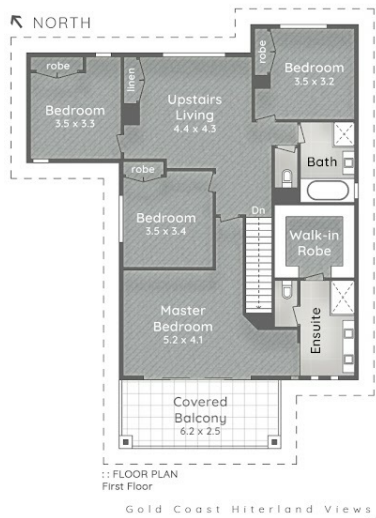 NORTH
robe
linen
robe
Bedroom
3.5 x 3.2
Upstairs
Living
4.4 x 4.3
Bedroom
3.5 x 3.3
Bath
robe
Bedroom
3.5 x 3.4
Dn
Walk-in
Robe
Master
Bedroom
5.2 x 4.1
Ensuite
Covered
Balcony
6.2 x 2.5
:: FLOOR PLAN
First Floor
Gold Coast Hiterland Views